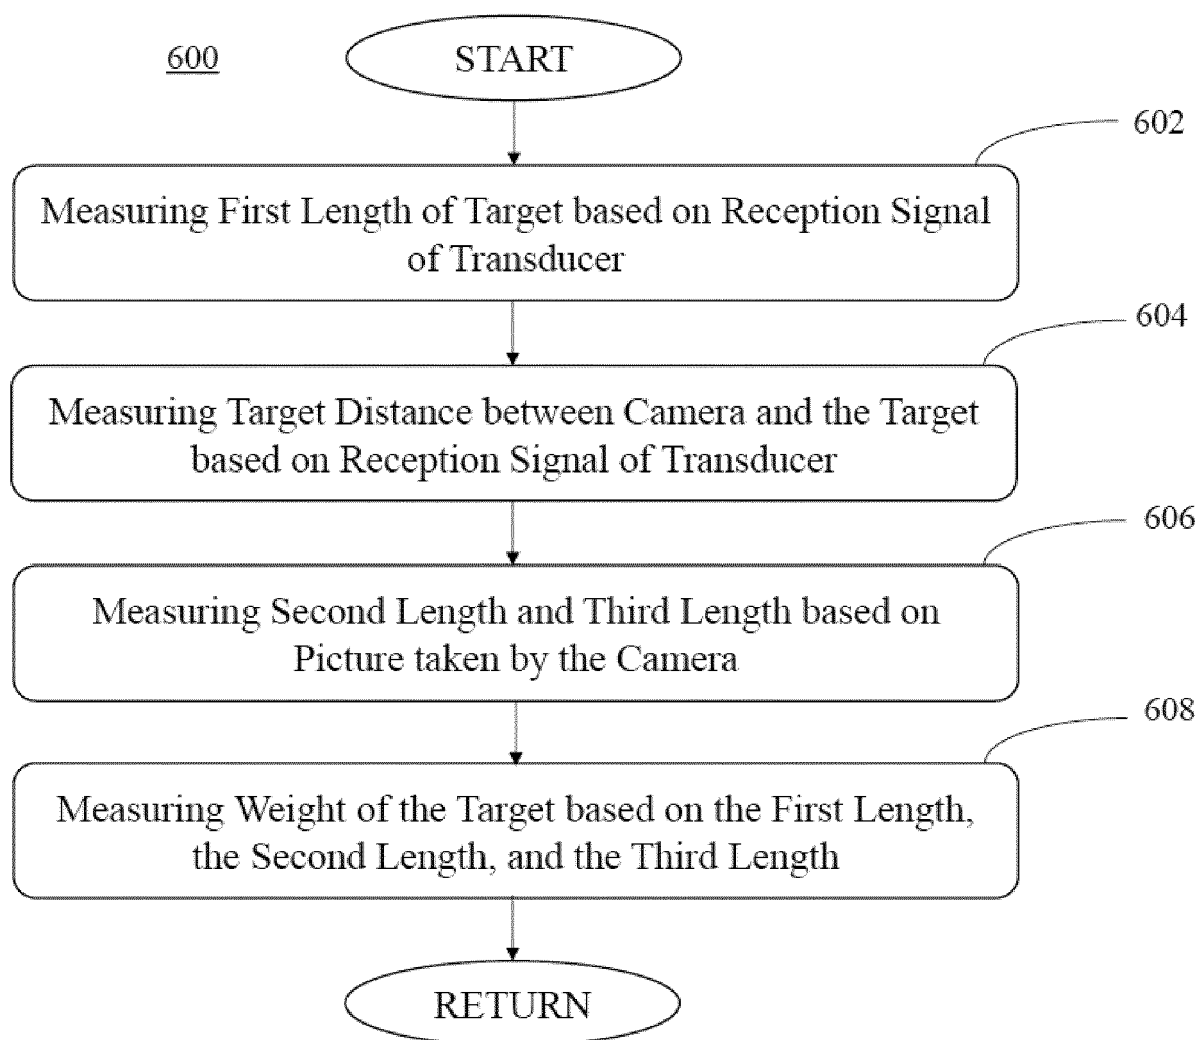 600
START
602
Measuring First Length of Target based on Reception Signal
of Transducer
604
Measuring Target Distance between Camera and the Target
based on Reception Signal of Transducer
606
Measuring Second Length and Third Length based on
Picture taken by the Camera
608
Measuring Weight of the Target based on the First Length,
the Second Length, and the Third Length
RETURN